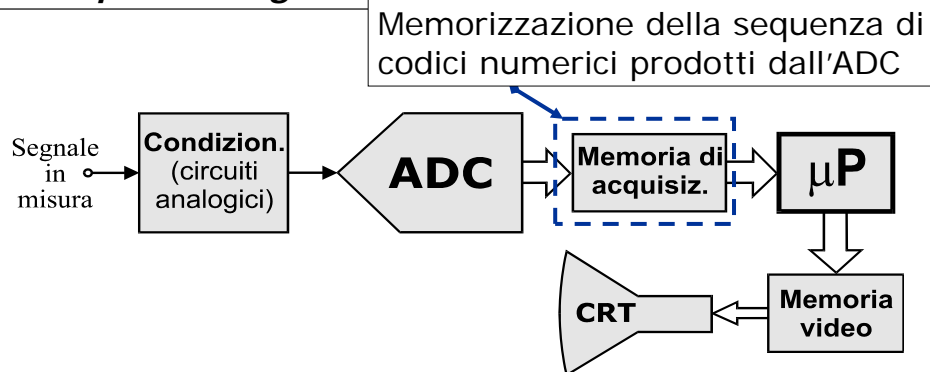 Memorizzazione della sequenza di
codici numerici prodotti dall'ADC
Segnale
in
misura
Condizion.
(circuiti
analogici)
ADC
Memoria di
acquisiz.
µP
CRT
Memoria
video